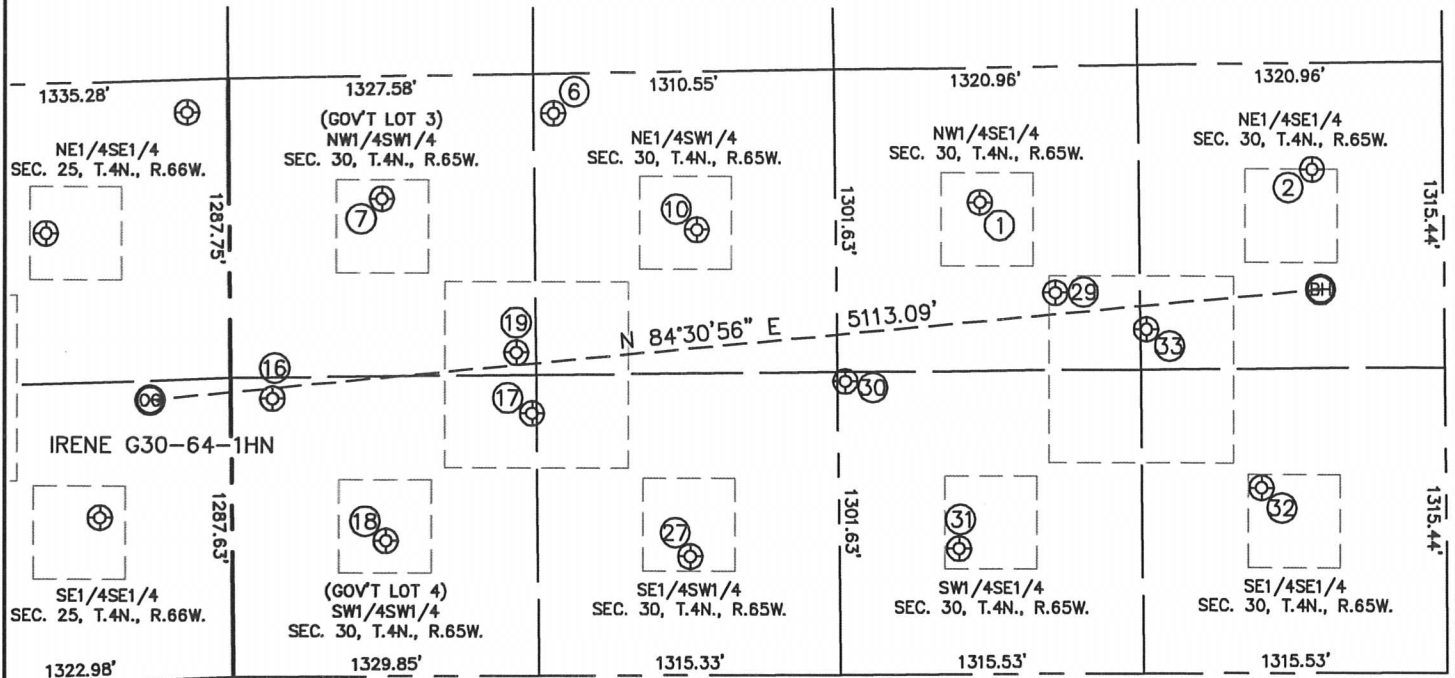 1335.28'
1327.58'
1310.55'
1320.96'
1320.96'
6
NE1/4SE1/4
SEC. 25, T.4N., R.66W.
(GOV'T LOT 3)
NW1/4SW1/4
SEC. 30, T.4N., R.65W.
NE1/4SW1/4
SEC. 30, T.4N., R.65W.
NW1/4SE1/4
SEC. 30, T.4N., R.65W.
NE1/4SE1/4
SEC. 30, T.4N., R.65W.
1287.75'
7
10
1301.63'
1
2
1315.44'
19
N 84°30'56" E
5113.09'
29
BH
33
16
17
30
OG
IRENE G30-64-1HN
1287.63'
18
27
1301.63'
31
32
1315.44'
SE1/4SE1/4
SEC. 25, T.4N., R.66W.
(GOV'T LOT 4)
SW1/4SW1/4
SEC. 30, T.4N., R.65W.
SE1/4SW1/4
SEC. 30, T.4N., R.65W.
SW1/4SE1/4
SEC. 30, T.4N., R.65W.
SE1/4SE1/4
SEC. 30, T.4N., R.65W.
1322.98'
1329.85'
1315.33'
1315.53'
1315.53'